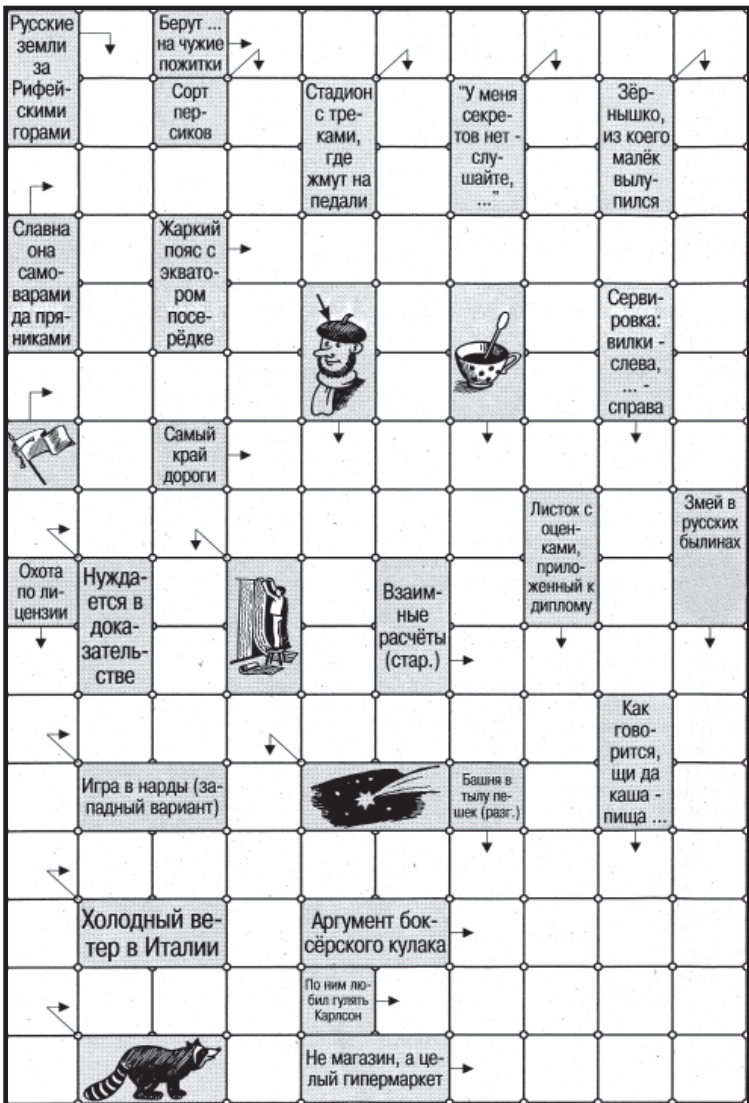 Русские
земли
за
Рифей-
скими
горами
Берут ...
на чужие
пожитки
Сорт
пер-
сиков
Стадион
с тре-
ками,
где
жмут на
педали
"У меня
секре-
тов нет -
слу-
шайте,
..."
Зёр-
нышко,
из коего
малёк
вылу-
пился
Славна
она
само-
варами
да пря-
никами
Жаркий
пояс с
эквато-
ром
посе-
рёдке
Серви-
ровка:
вилки -
слева,
... -
справа
Самый
край
дороги
Листок с
оцен-
ками,
прило-
женный к
диплому
Змей в
русских
былинах
Охота
по ли-
цензии
Нужда-
ется в
дока-
затель-
стве
Взаим-
ные
расчёты
(стар.)
Как
гово-
рится,
щи да
каша -
пища ...
Игра в нарды (за-
падный вариант)
Башня в
тылу пе-
шек (разг.)
Холодный ве-
тер в Италии
Аргумент бок-
сёрского кулака
По ним лю-
бил гулять
Карлсон
Не магазин, а це-
лый гипермаркет